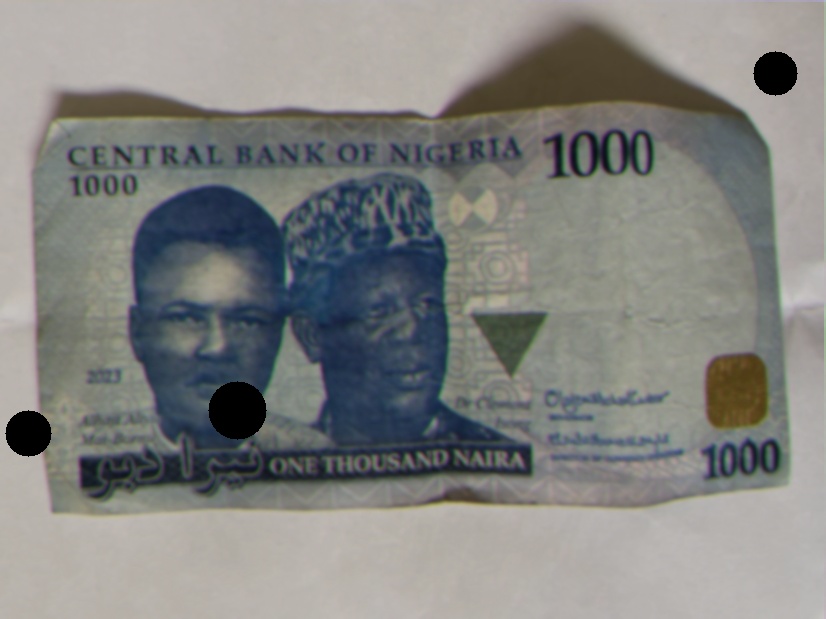 CENTRAL BANK OF NIGERIA
1000
1000
2023
نيرا دبو
ONE THOUSAND NAIRA
1000